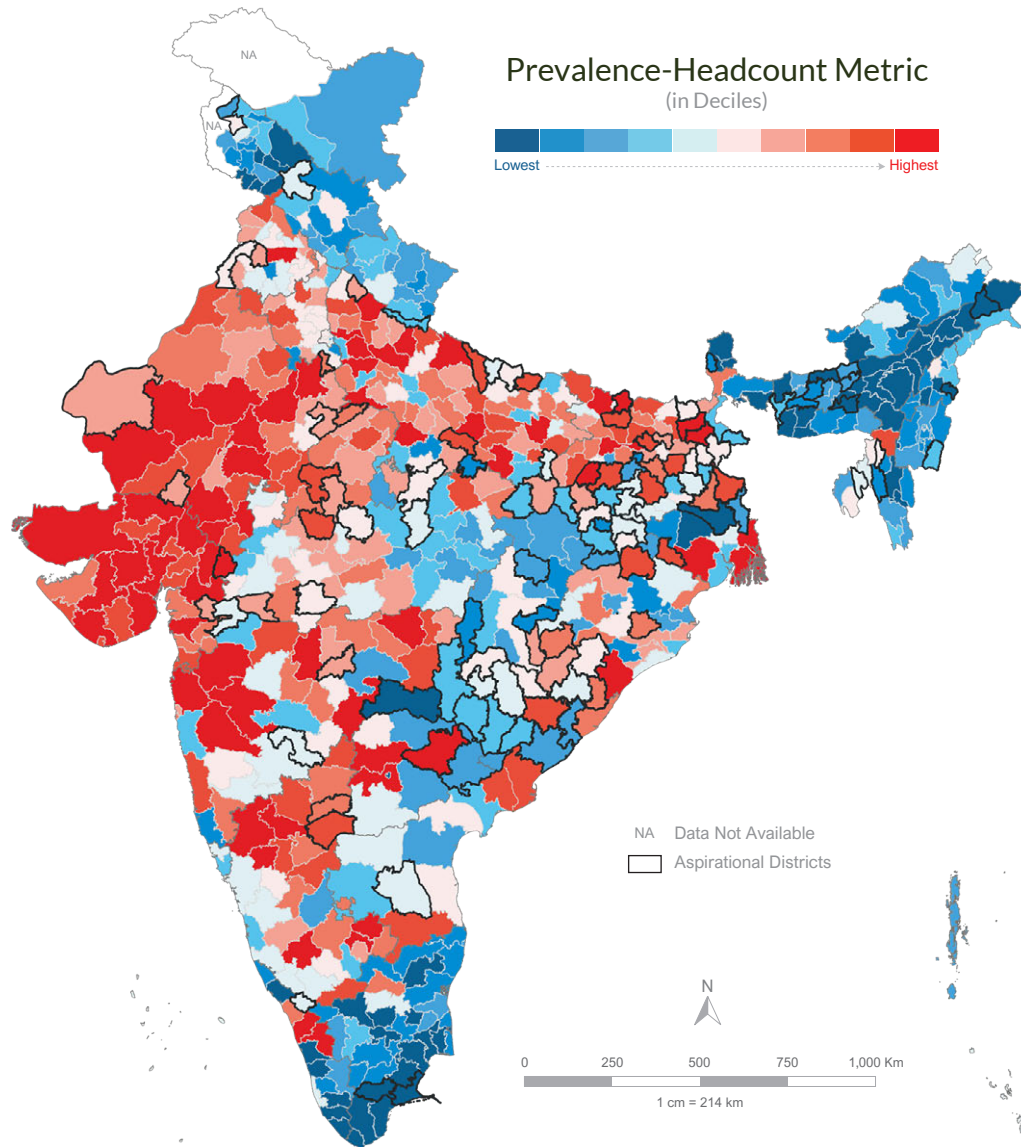 NA
Prevalence-Headcount Metric
(in Deciles)
NA
Lowest
Highest
NA Data Not Available
Aspirational Districts
N
0 250 500 750 1,000 Km
1 cm = 214 km